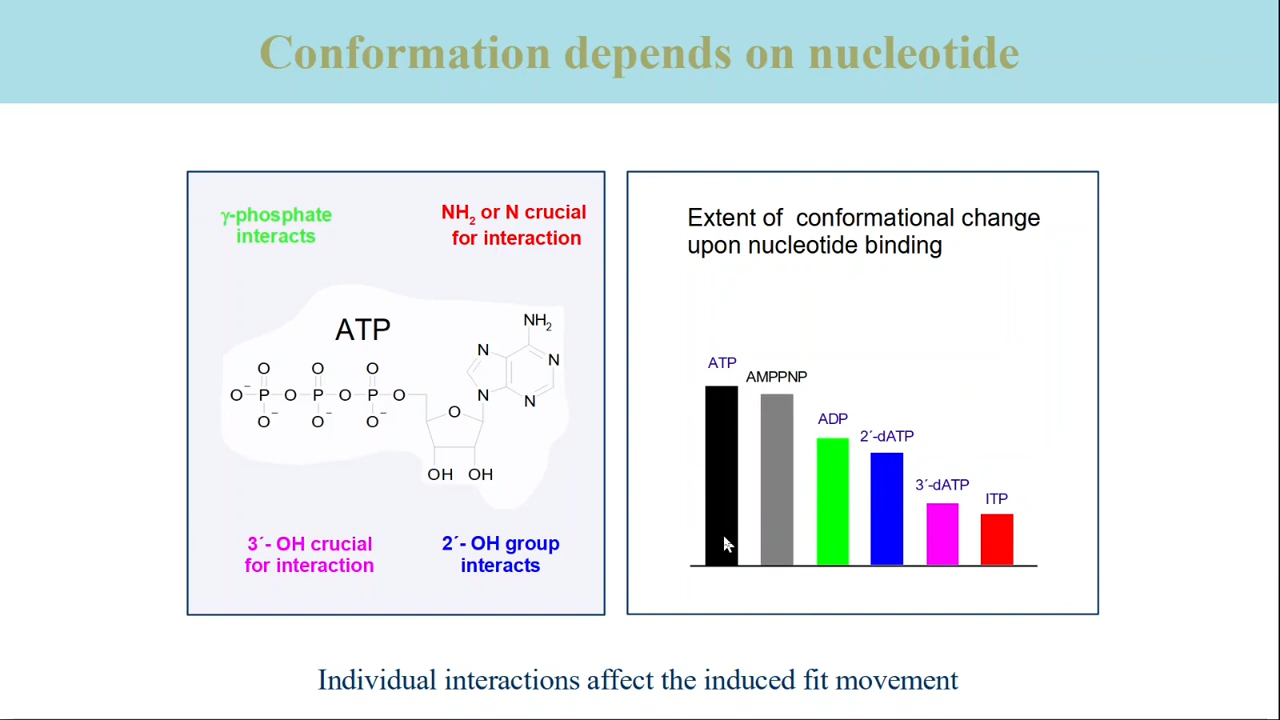 Conformation depends on nucleotide
γ-phosphate
interacts
NH2 or N crucial
for interaction
ATP
NH2
N
N
N
N
O
O
O
O⁻
P
O
P
O
P
O
O
O⁻
O⁻
O⁻
OH
OH
3´- OH crucial
for interaction
2´- OH group
interacts
Extent of conformational change
upon nucleotide binding
ATP
AMPPNP
ADP
2´-dATP
3´-dATP
ITP
Individual interactions affect the induced fit movement